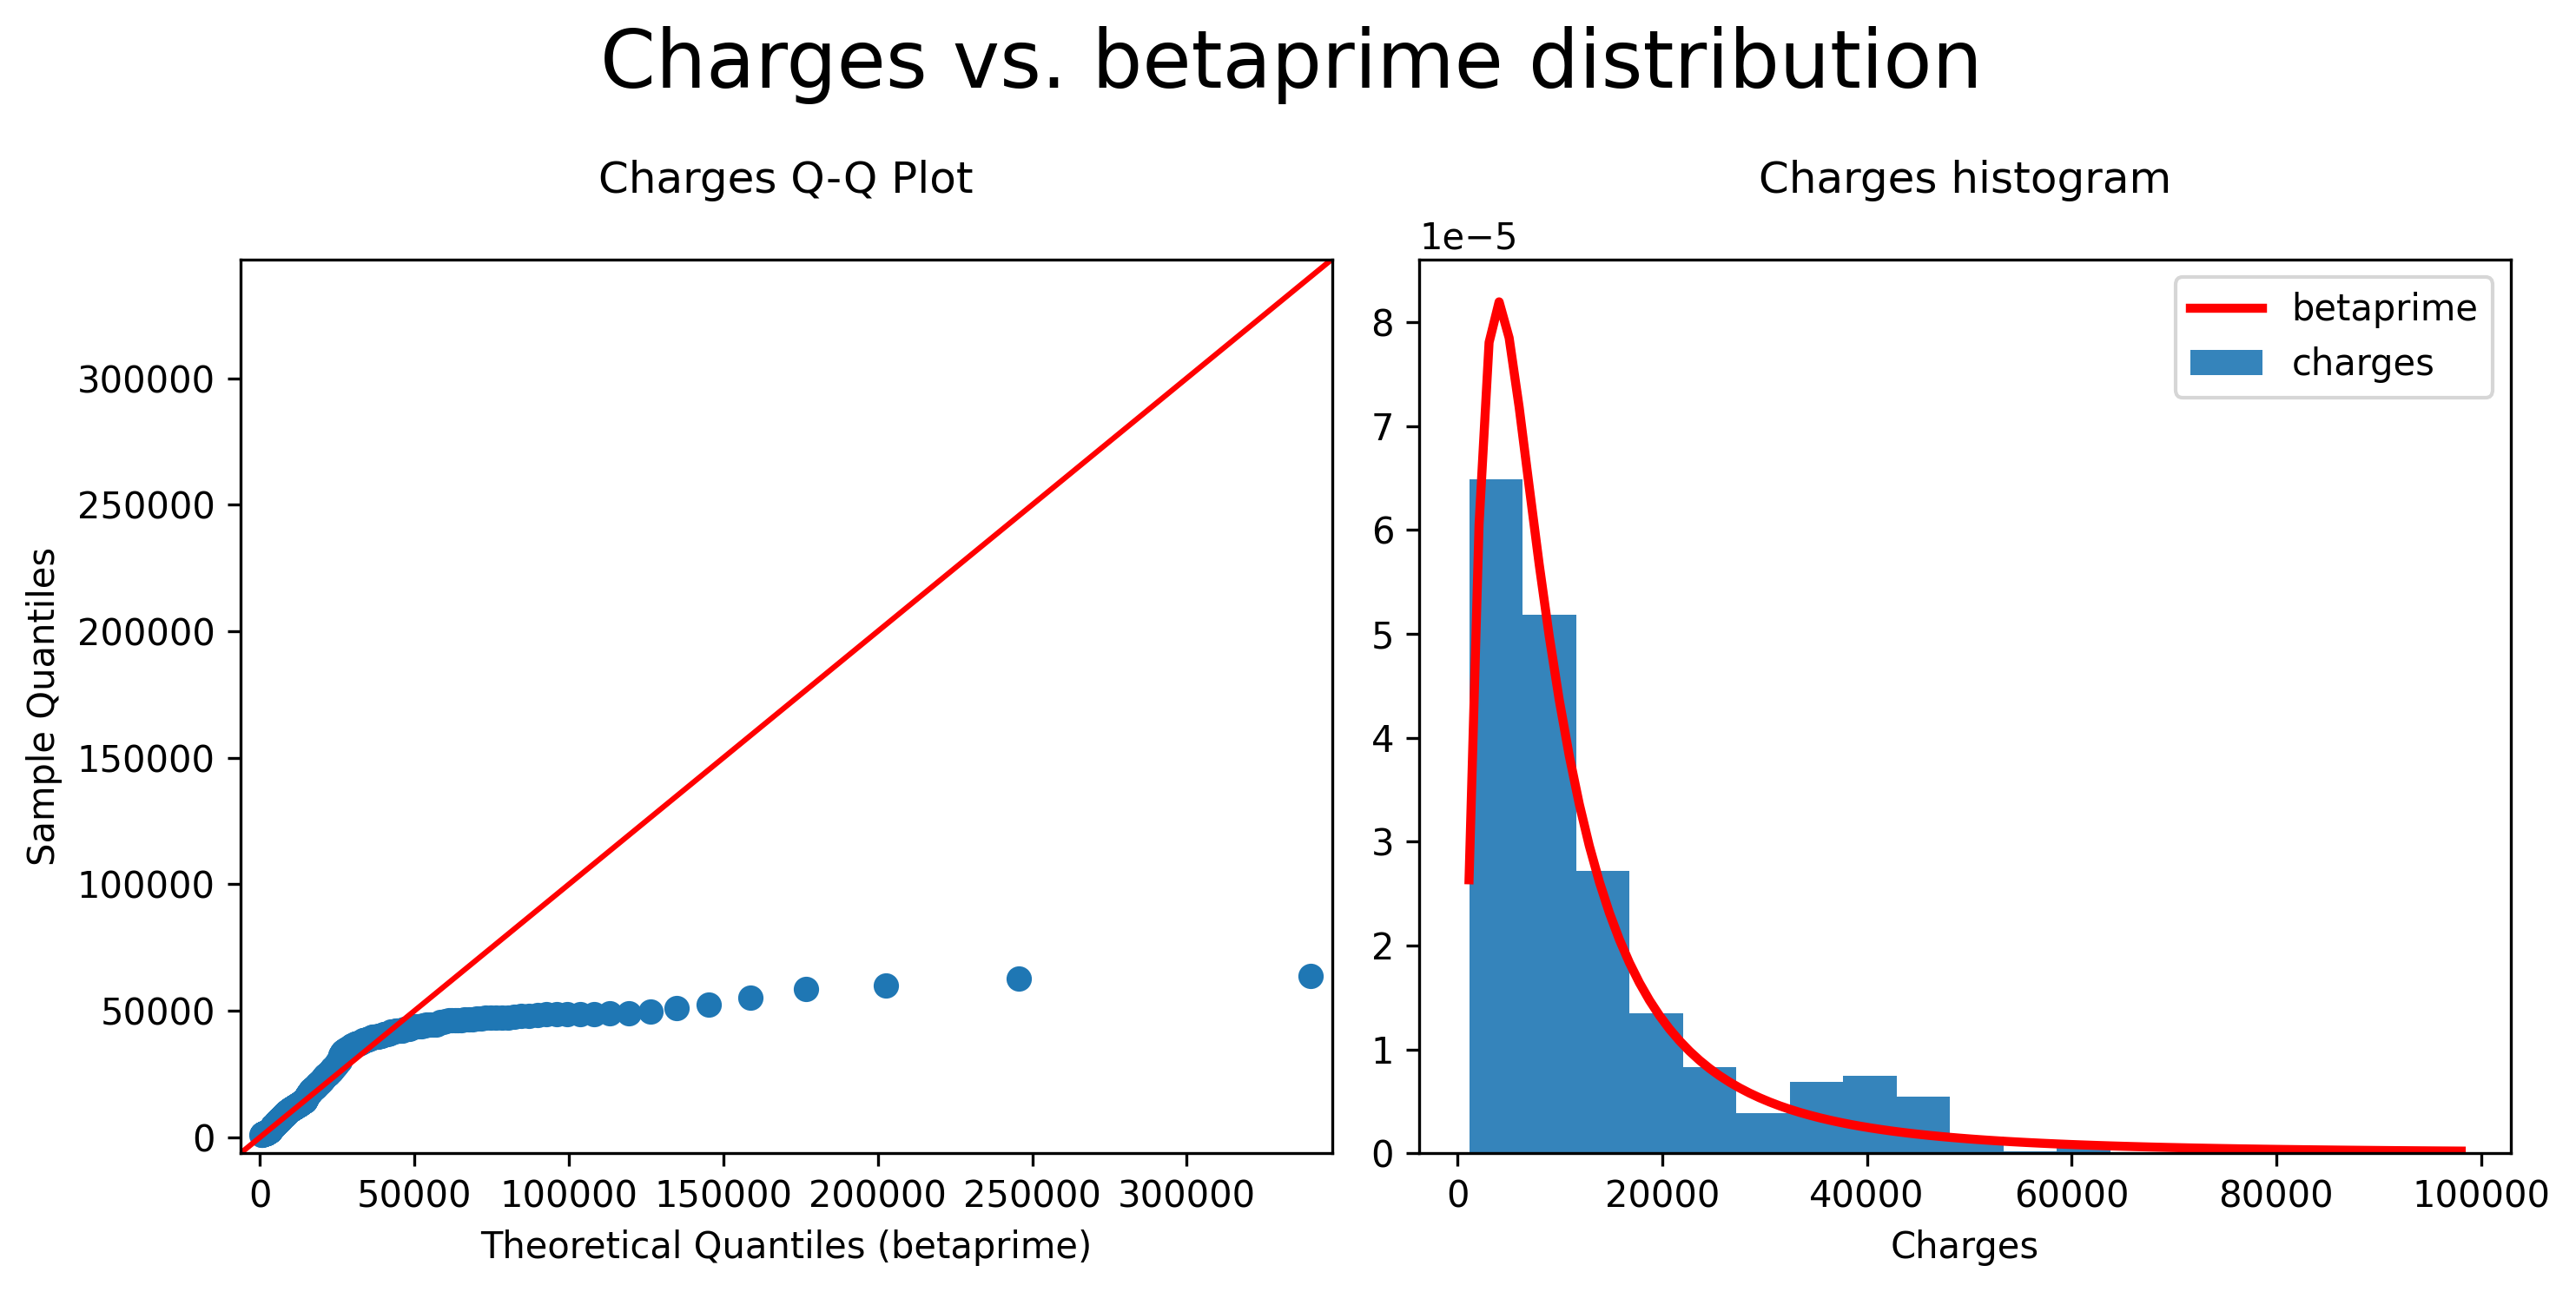 Charges vs. betaprime distribution
Charges Q-Q Plot
Sample Quantiles
300000
250000
200000
150000
100000
50000
0
0 50000 100000 150000 200000 250000 300000
Theoretical Quantiles (betaprime)
Charges histogram
1e−5
betaprime
charges
8
7
6
5
4
3
2
1
0
0 20000 40000 60000 80000 100000
Charges